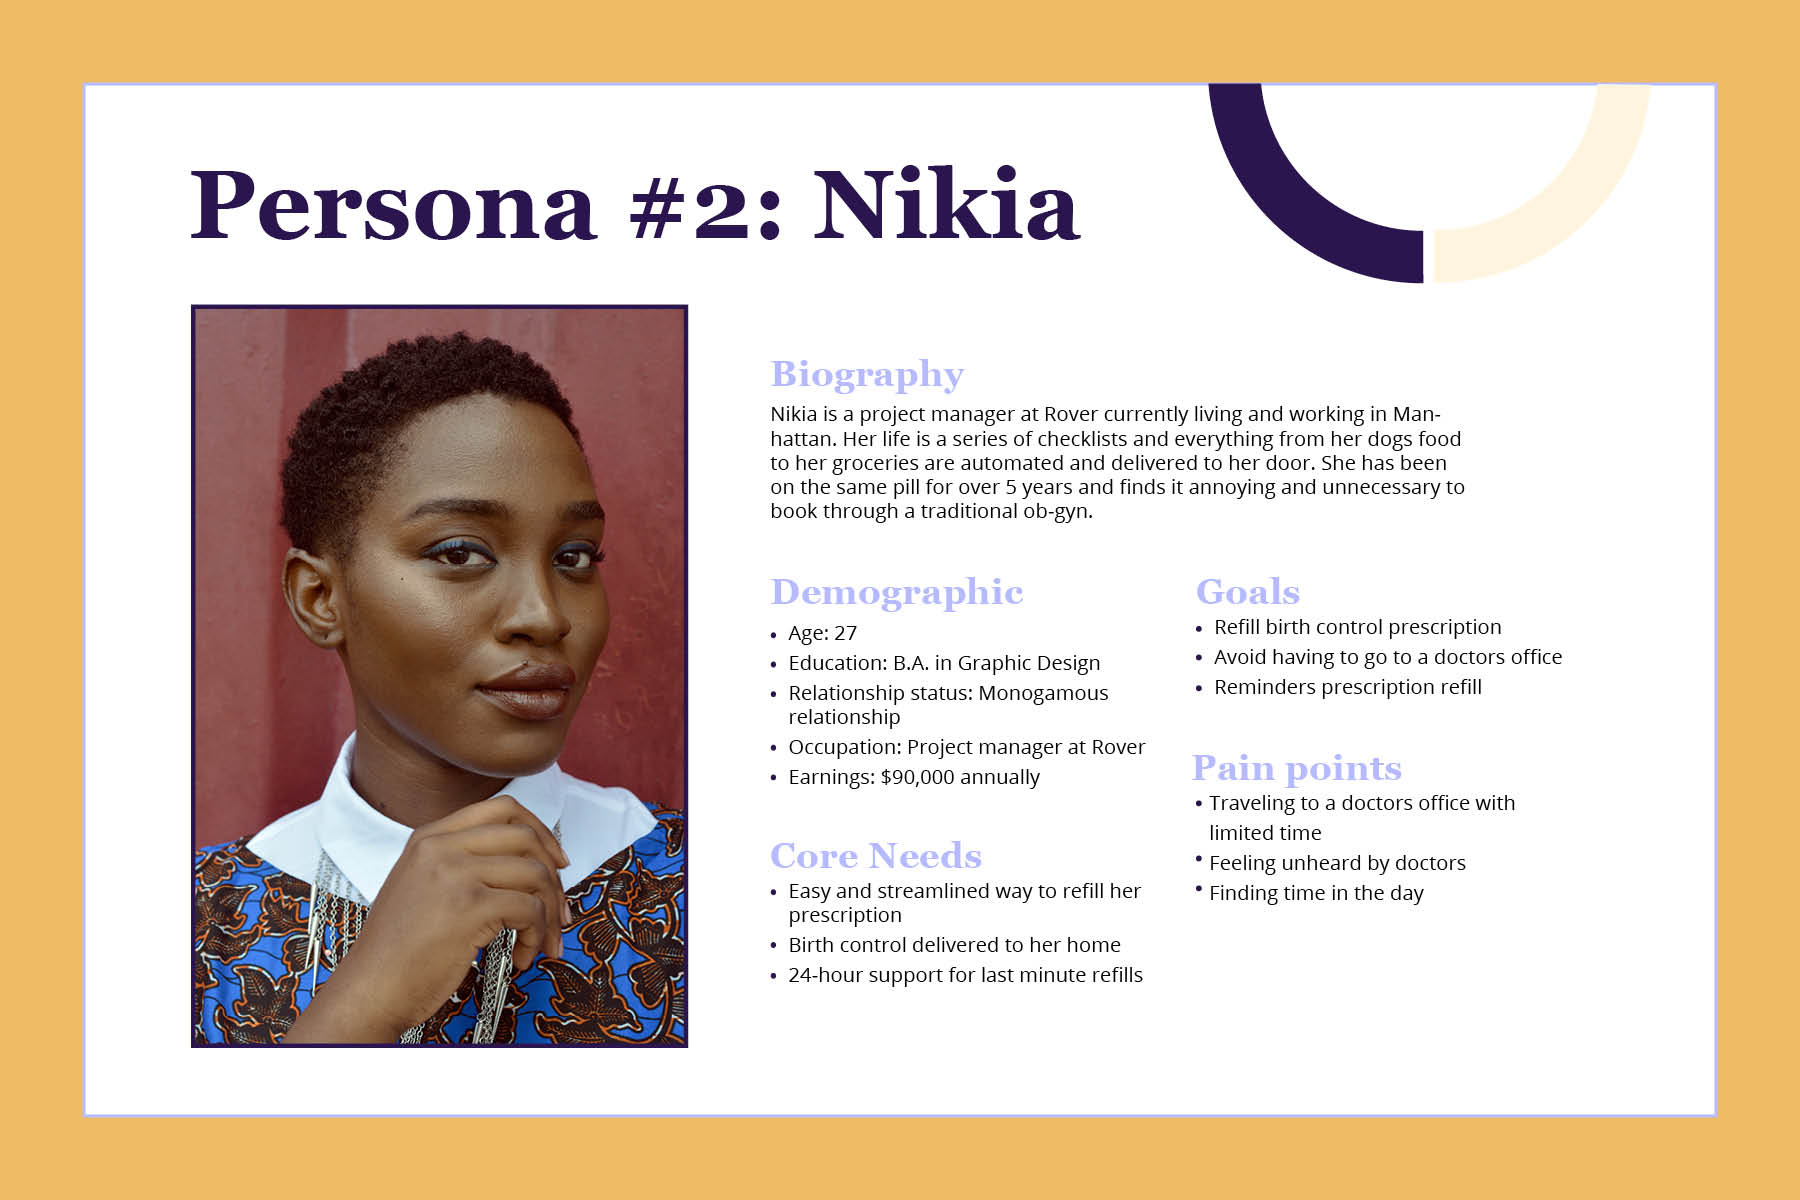 Persona #2: Nikia
Biography
Nikia is a project manager at Rover currently living and working in Man-
hattan. Her life is a series of checklists and everything from her dogs food
to her groceries are automated and delivered to her door. She has been
on the same pill for over 5 years and finds it annoying and unnecessary to
book through a traditional ob-gyn.
Demographic
• Age: 27
• Education: B.A. in Graphic Design
• Relationship status: Monogamous
relationship
• Occupation: Project manager at Rover
• Earnings: $90,000 annually
Core Needs
• Easy and streamlined way to refill her
prescription
• Birth control delivered to her home
• 24-hour support for last minute refills
Goals
• Refill birth control prescription
• Avoid having to go to a doctors office
• Reminders prescription refill
Pain points
• Traveling to a doctors office with
limited time
• Feeling unheard by doctors
• Finding time in the day